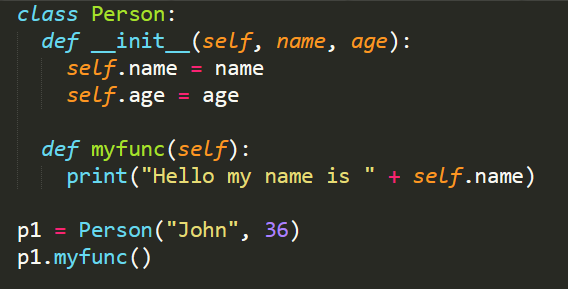 class Person:
  def __init__(self, name, age):
    self.name = name
    self.age = age

  def myfunc(self):
    print("Hello my name is " + self.name)

p1 = Person("John", 36)
p1.myfunc()